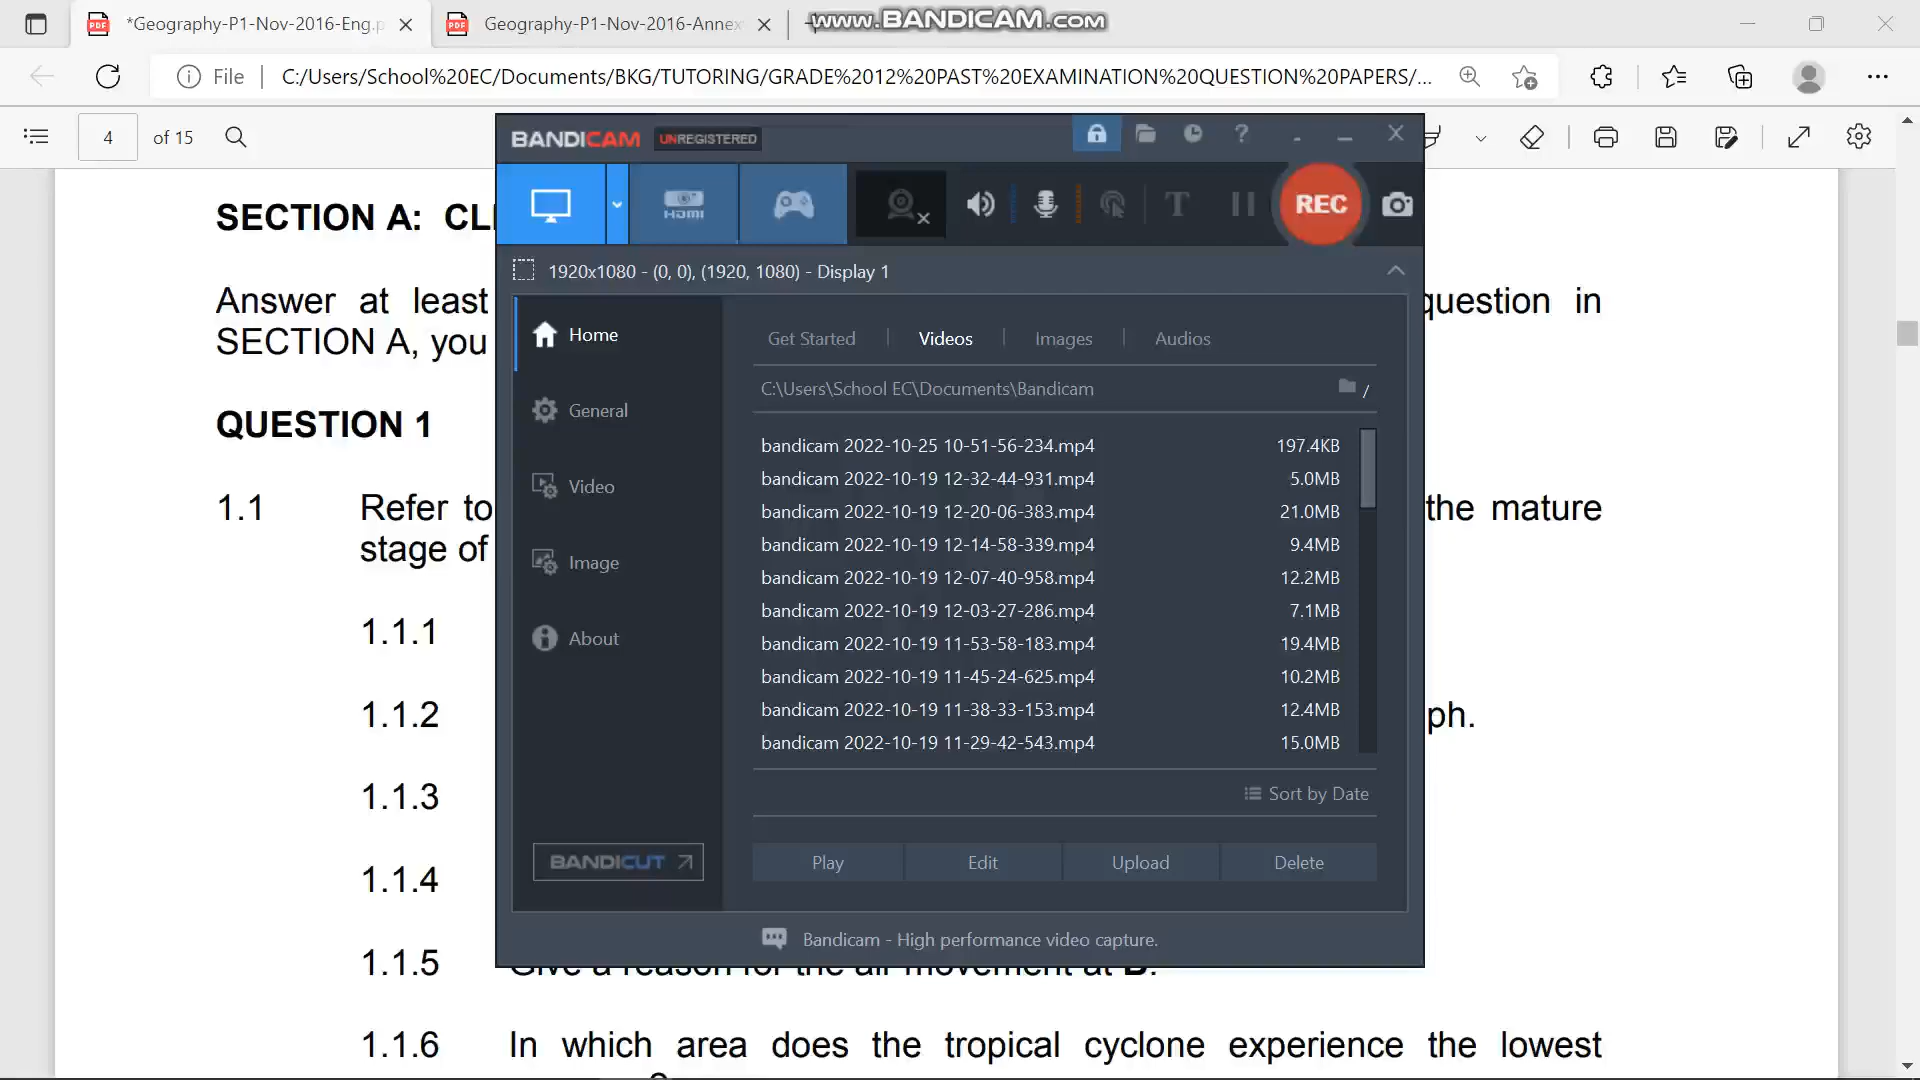 *Geography-P1-Nov-2016-Eng.p
Geography-P1-Nov-2016-Annex
www.BANDICAM.com
File
C:/Users/School%20EC/Documents/BKG/TUTORING/GRADE%2012%20PAST%20EXAMINATION%20QUESTION%20PAPERS/...
4 of 15
BANDICAM UNREGISTERED
HDMI
T
REC
1920x1080 - (0, 0), (1920, 1080) - Display 1
Home
General
Video
Image
About
BANDICUT
Get Started
Videos
Images
Audios
C:\Users\School EC\Documents\Bandicam
/
bandicam 2022-10-25 10-51-56-234.mp4 197.4KB
bandicam 2022-10-19 12-32-44-931.mp4 5.0MB
bandicam 2022-10-19 12-20-06-383.mp4 21.0MB
bandicam 2022-10-19 12-14-58-339.mp4 9.4MB
bandicam 2022-10-19 12-07-40-958.mp4 12.2MB
bandicam 2022-10-19 12-03-27-286.mp4 7.1MB
bandicam 2022-10-19 11-53-58-183.mp4 19.4MB
bandicam 2022-10-19 11-45-24-625.mp4 10.2MB
bandicam 2022-10-19 11-38-33-153.mp4 12.4MB
bandicam 2022-10-19 11-29-42-543.mp4 15.0MB
Sort by Date
Play
Edit
Upload
Delete
Bandicam - High performance video capture.
SECTION A: CLI
Answer at least question in
SECTION A, you
QUESTION 1
1.1 Refer to the mature
stage of
1.1.1
1.1.2 ph.
1.1.3
1.1.4
1.1.5 Give a reason for the air movement at B.
1.1.6 In which area does the tropical cyclone experience the lowest